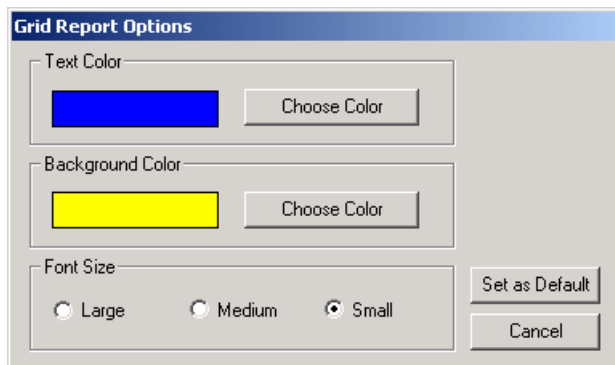 Grid Report Options
Text Color
Choose Color
Background Color
Choose Color
Font Size
Large Medium Small
Set as Default
Cancel